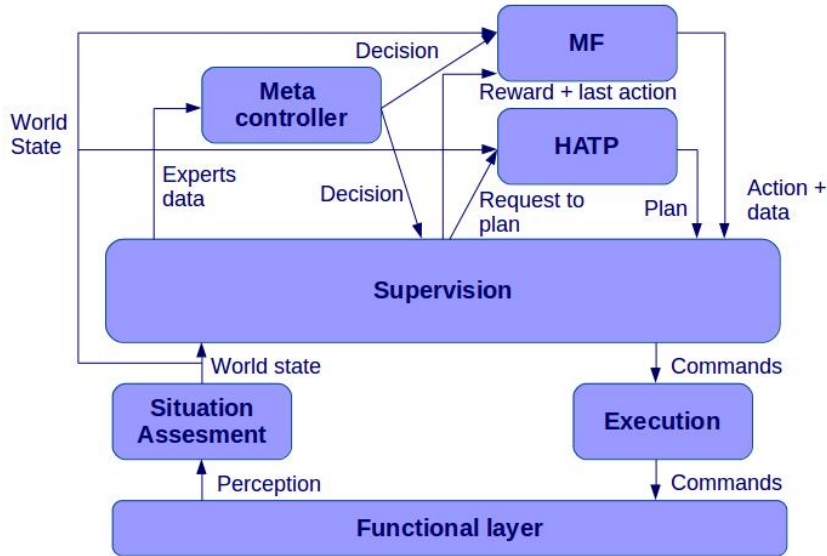 MF
Decision
Meta
controller
Reward + last action
World
State
HATP
Experts
data
Decision
Request to
plan
Plan
Action +
data
Supervision
World state
Commands
Situation
Assesment
Execution
Perception
Commands
Functional layer